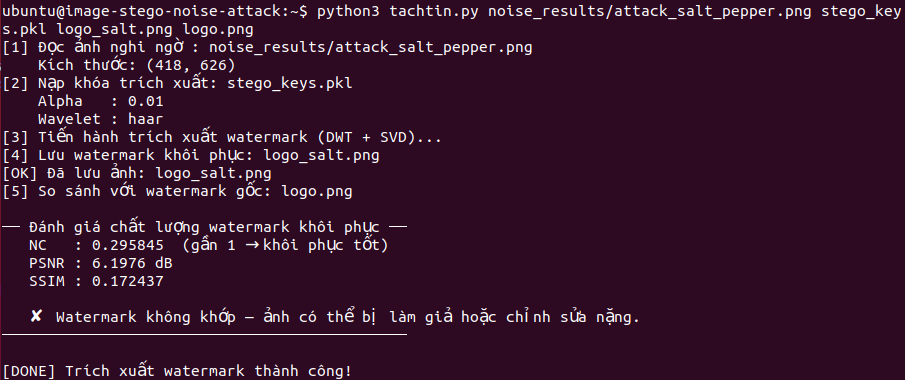 ubuntu@image-stego-noise-attack:~$ python3 tachtin.py noise_results/attack_salt_pepper.png stego_key
s.pkl logo_salt.png logo.png
[1] Đọc ảnh nghi ngờ : noise_results/attack_salt_pepper.png
Kích thước: (418, 626)
[2] Nạp khóa trích xuất: stego_keys.pkl
Alpha : 0.01
Wavelet : haar
[3] Tiến hành trích xuất watermark (DWT + SVD)...
[4] Lưu watermark khôi phục: logo_salt.png
[OK] Đã lưu ảnh: logo_salt.png
[5] So sánh với watermark gốc: logo.png
── Đánh giá chất lượng watermark khôi phục ──
NC : 0.295845 (gần 1 → khôi phục tốt)
PSNR : 6.1976 dB
SSIM : 0.172437
✘ Watermark không khớp — ảnh có thể bị làm giả hoặc chỉnh sửa nặng.
[DONE] Trích xuất watermark thành công!